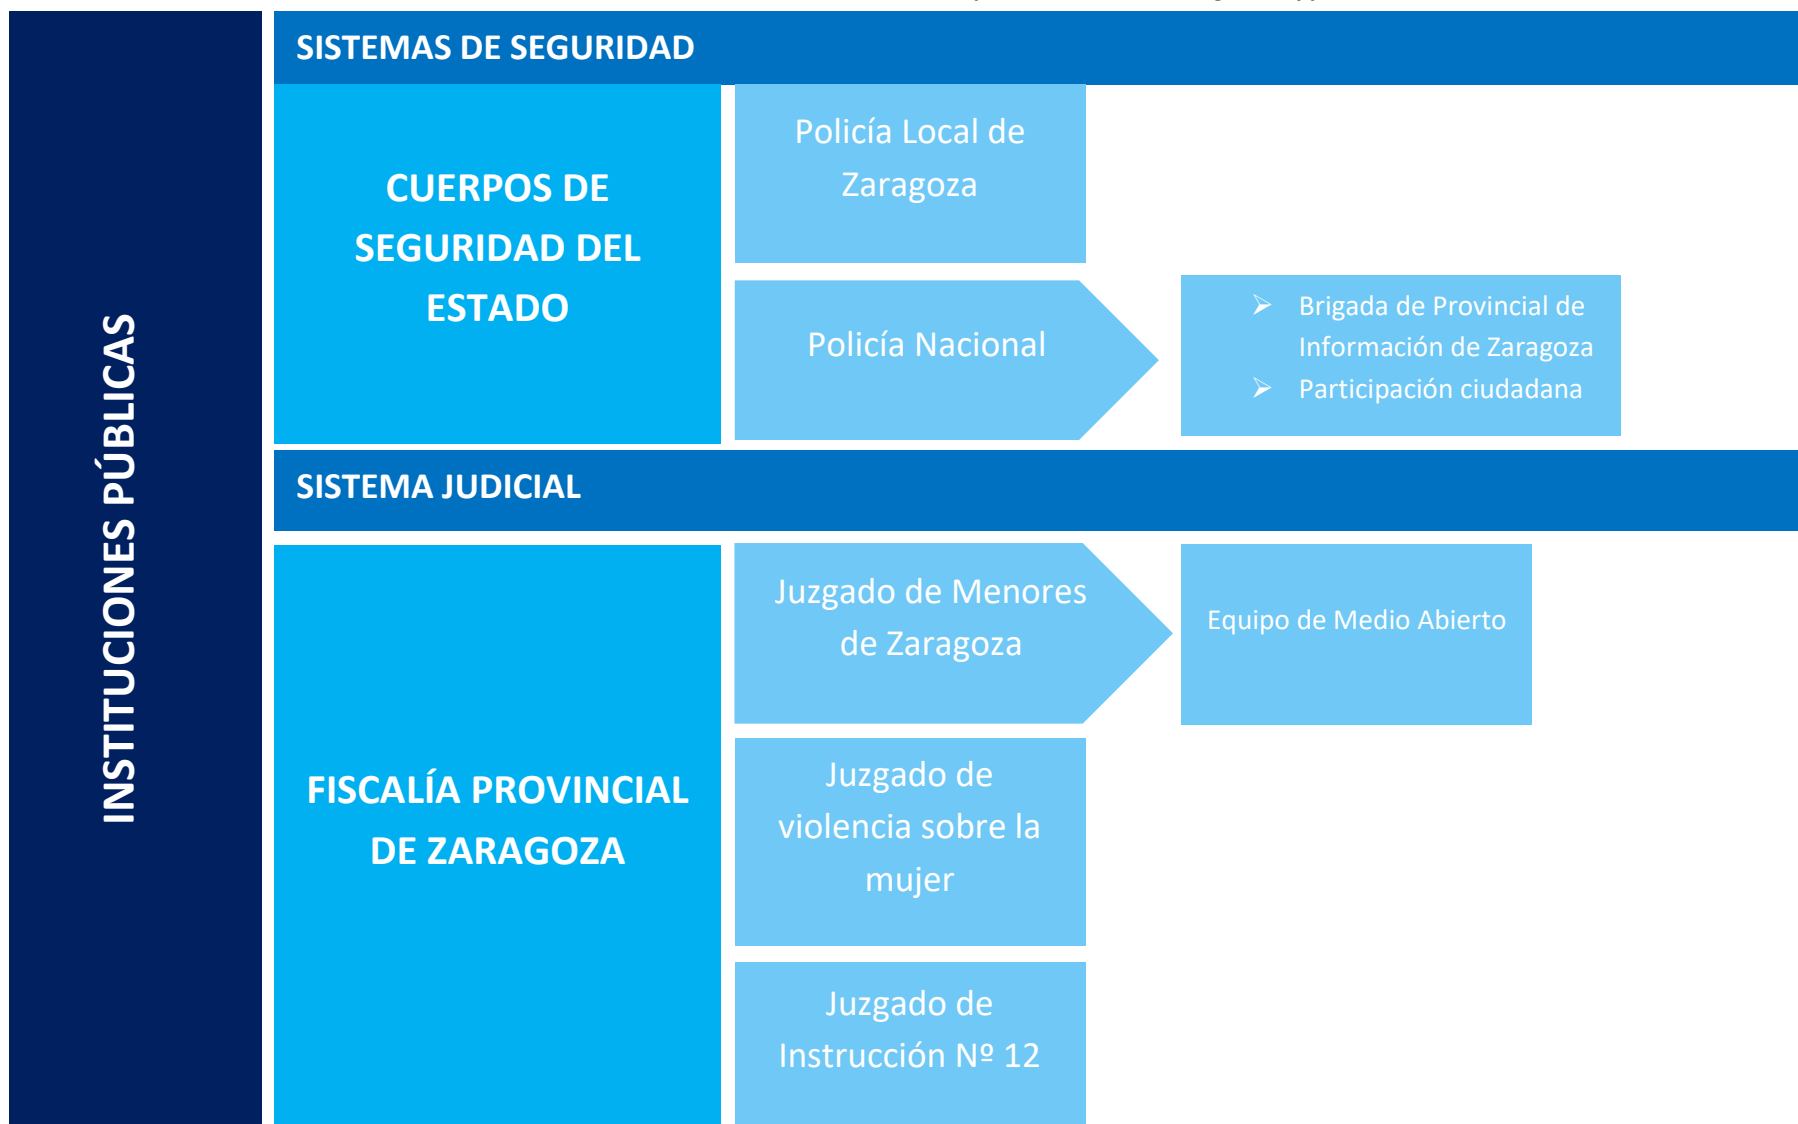 INSTITUCIONES PÚBLICAS
SISTEMAS DE SEGURIDAD
CUERPOS DE
SEGURIDAD DEL
ESTADO
Policía Local de
Zaragoza
Policía Nacional
➢ Brigada de Provincial de
Información de Zaragoza
➢ Participación ciudadana
SISTEMA JUDICIAL
FISCALÍA PROVINCIAL
DE ZARAGOZA
Juzgado de Menores
de Zaragoza
Equipo de Medio Abierto
Juzgado de
violencia sobre la
mujer
Juzgado de
Instrucción Nº 12